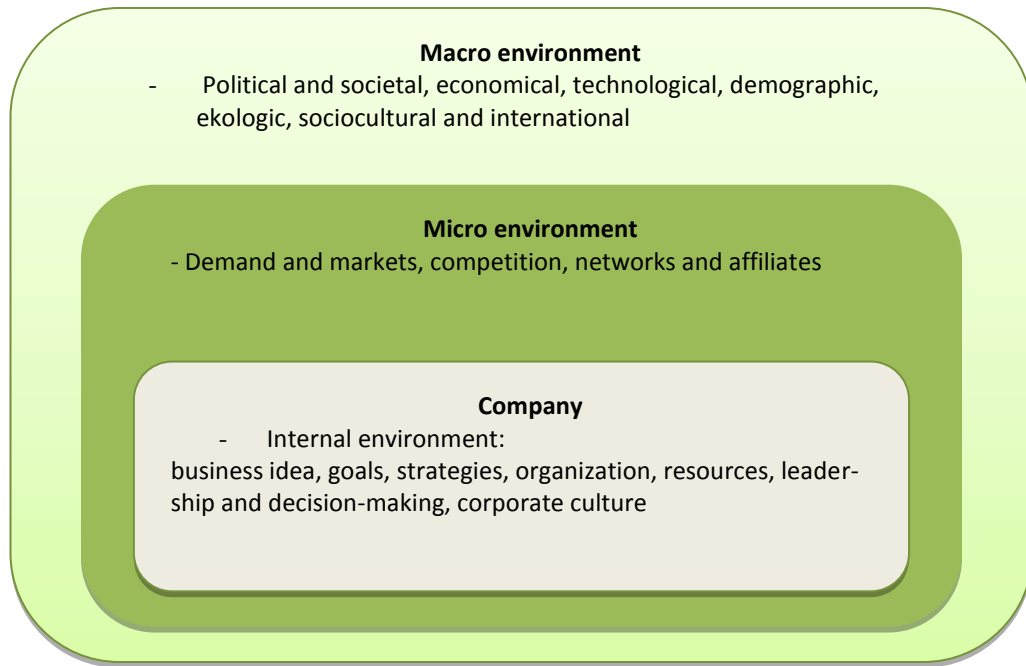 Macro environment
- Political and societal, economical, technological, demographic,
ekologic, sociocultural and international
Micro environment
- Demand and markets, competition, networks and affiliates
Company
- Internal environment:
business idea, goals, strategies, organization, resources, leader-
ship and decision-making, corporate culture